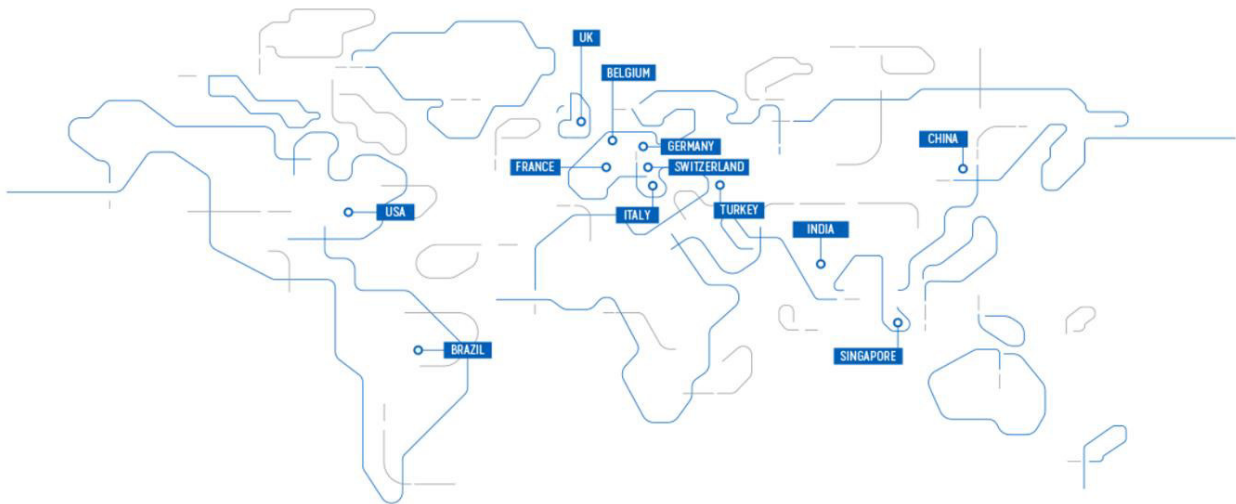 UK
BELGIUM
GERMANY
CHINA
FRANCE
SWITZERLAND
USA
ITALY
TURKEY
INDIA
BRAZIL
SINGAPORE